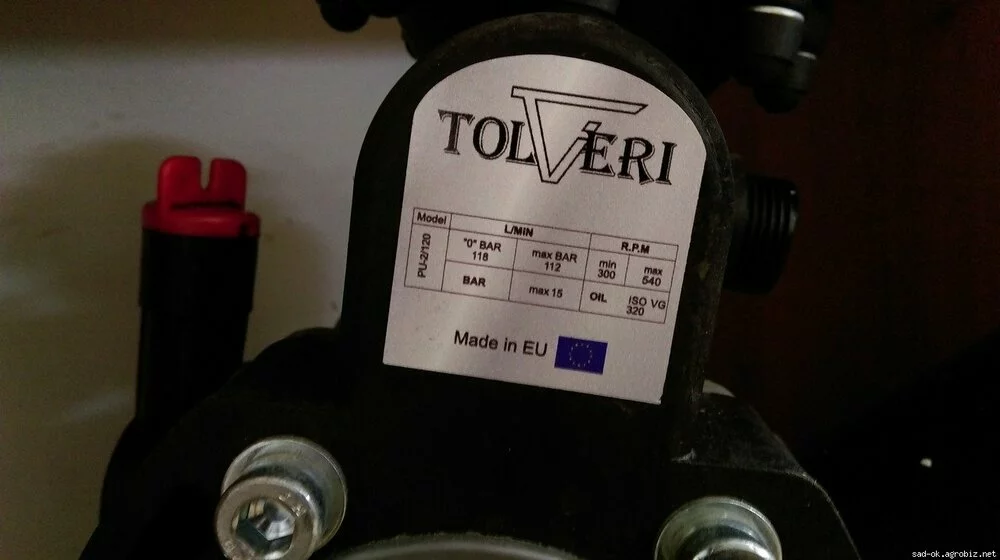 TOLVERI
Model L/MIN R.P.M
PU-2/120 "0" BAR 118 max BAR 112 min 300 max 540
BAR max 15 OIL ISO VG 320
Made in EU
sad-ok.agrobiz.net